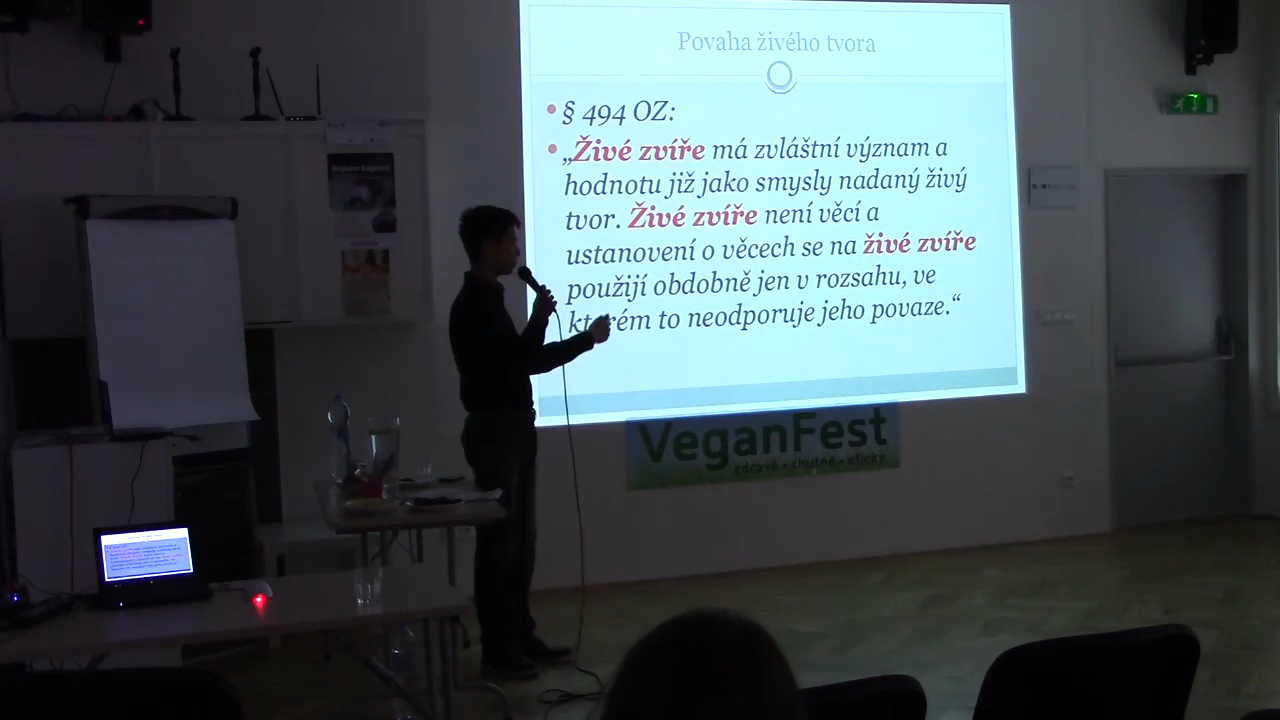 Povaha živého tvora
• § 494 OZ:
• „Živé zvíře má zvláštní význam a
hodnotu již jako smysly nadaný živý
tvor. Živé zvíře není věcí a
ustanovení o věcech se na živé zvíře
použijí obdobně jen v rozsahu, ve
kterém to neodporuje jeho povaze.“
VeganFest
zdravě • chutně • eticky